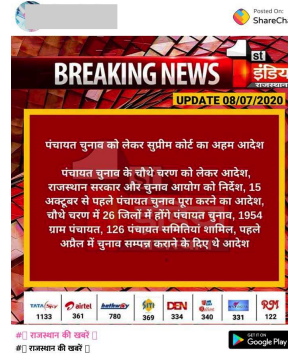 Posted On:
ShareCha
1st
इंडिय
राजस्थान
BREAKING NEWS
UPDATE 08/07/2020
पंचायत चुनाव को लेकर सुप्रीम कोर्ट का अहम आदेश
पंचायत चुनाव के चौथे चरण को लेकर आदेश,
राजस्थान सरकार और चुनाव आयोग को निर्देश, 15
अक्टूबर से पहले पंचायत चुनाव पूरा करने का आदेश,
चौथे चरण में 26 जिलों में होंगे पंचायत चुनाव, 1954
ग्राम पंचायत, 126 पंचायत समितियां शामिल, पहले
अप्रैल में चुनाव सम्पन्न कराने के दिए थे आदेश
TATA Sky airtel hathway SITI DEN
1133 361 780 369 334 340 331 122
#राजस्थान की खबरें
#राजस्थान की खबरें
GET IT ON
Google Play